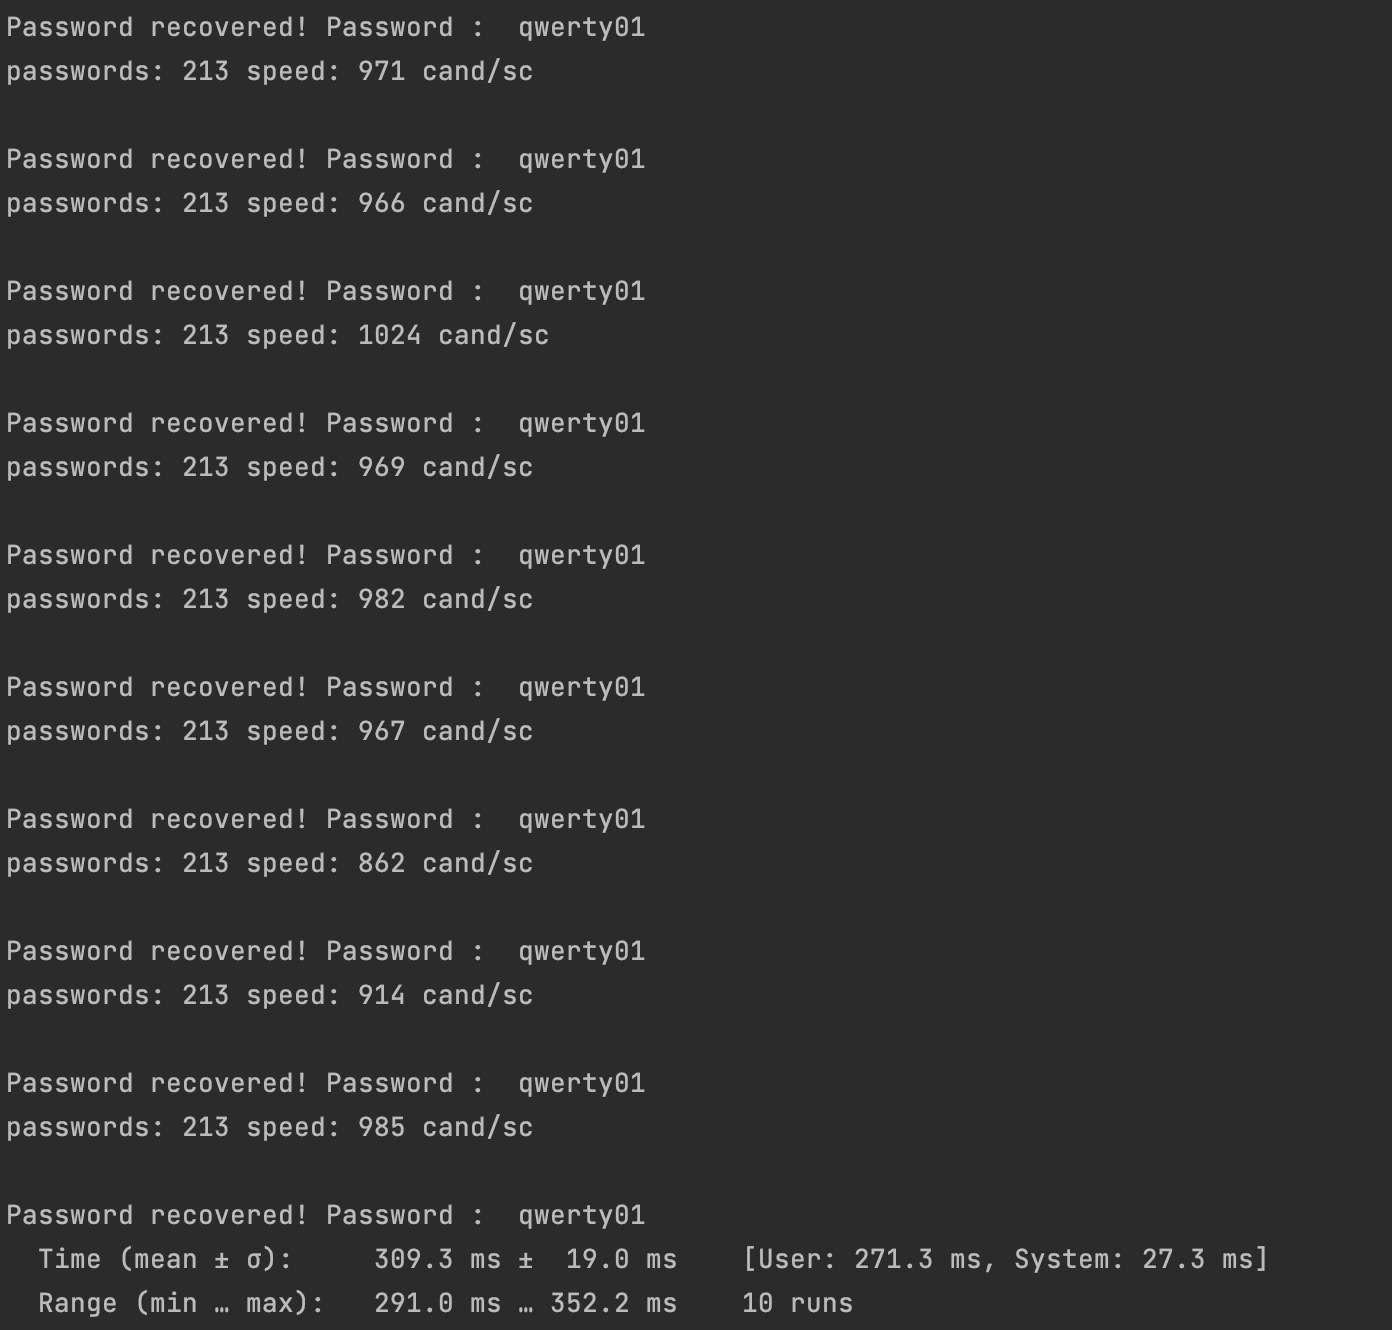 Password recovered! Password :  qwerty01
passwords: 213 speed: 971 cand/sc
Password recovered! Password :  qwerty01
passwords: 213 speed: 966 cand/sc
Password recovered! Password :  qwerty01
passwords: 213 speed: 1024 cand/sc
Password recovered! Password :  qwerty01
passwords: 213 speed: 969 cand/sc
Password recovered! Password :  qwerty01
passwords: 213 speed: 982 cand/sc
Password recovered! Password :  qwerty01
passwords: 213 speed: 967 cand/sc
Password recovered! Password :  qwerty01
passwords: 213 speed: 862 cand/sc
Password recovered! Password :  qwerty01
passwords: 213 speed: 914 cand/sc
Password recovered! Password :  qwerty01
passwords: 213 speed: 985 cand/sc
Password recovered! Password :  qwerty01
  Time (mean ± σ):     309.3 ms ±  19.0 ms    [User: 271.3 ms, System: 27.3 ms]
  Range (min … max):   291.0 ms … 352.2 ms    10 runs